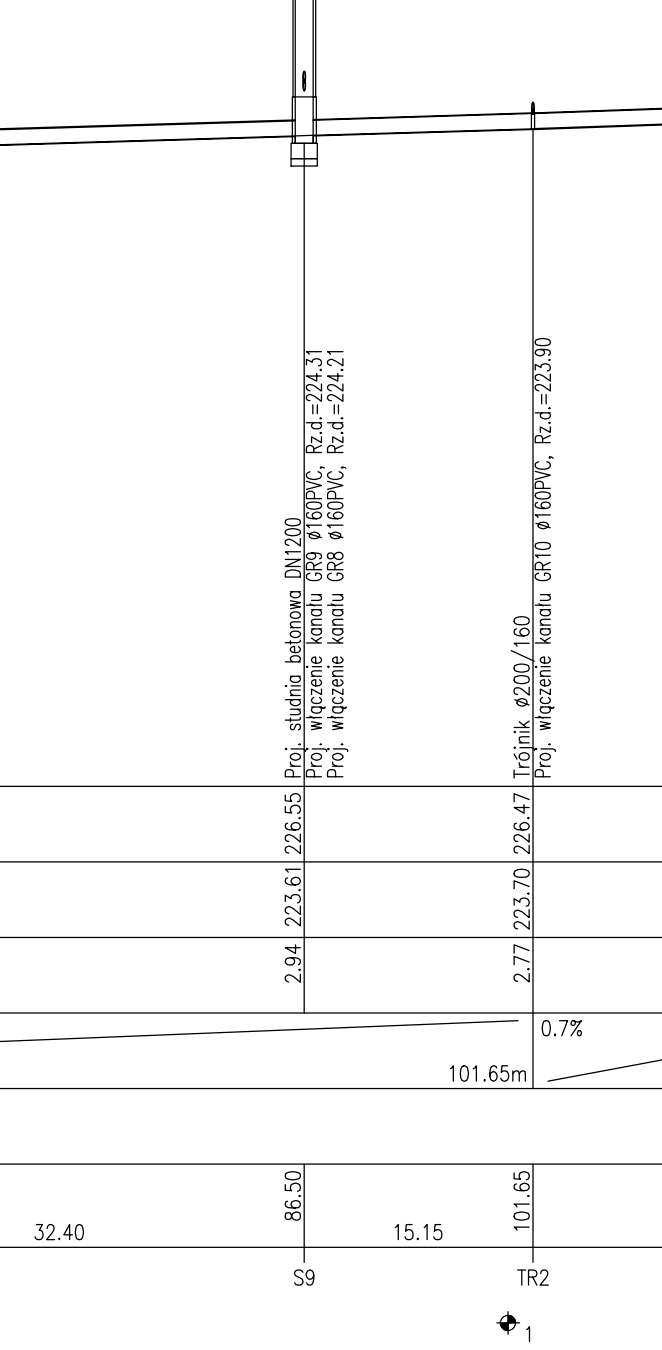 Proj. studnia betonowa DN1200
Proj. włączenie kanału GR9 ø160PVC, Rz.d.=224.31
Proj. włączenie kanału GR8 ø160PVC, Rz.d.=224.21
Trójnik ø200/160
Proj. włączenie kanału GR10 ø160PVC, Rz.d.=223.90
226.55
226.47
223.61
223.70
2.94
2.77
0.7%
101.65m
86.50
101.65
32.40
15.15
S9
TR2
1